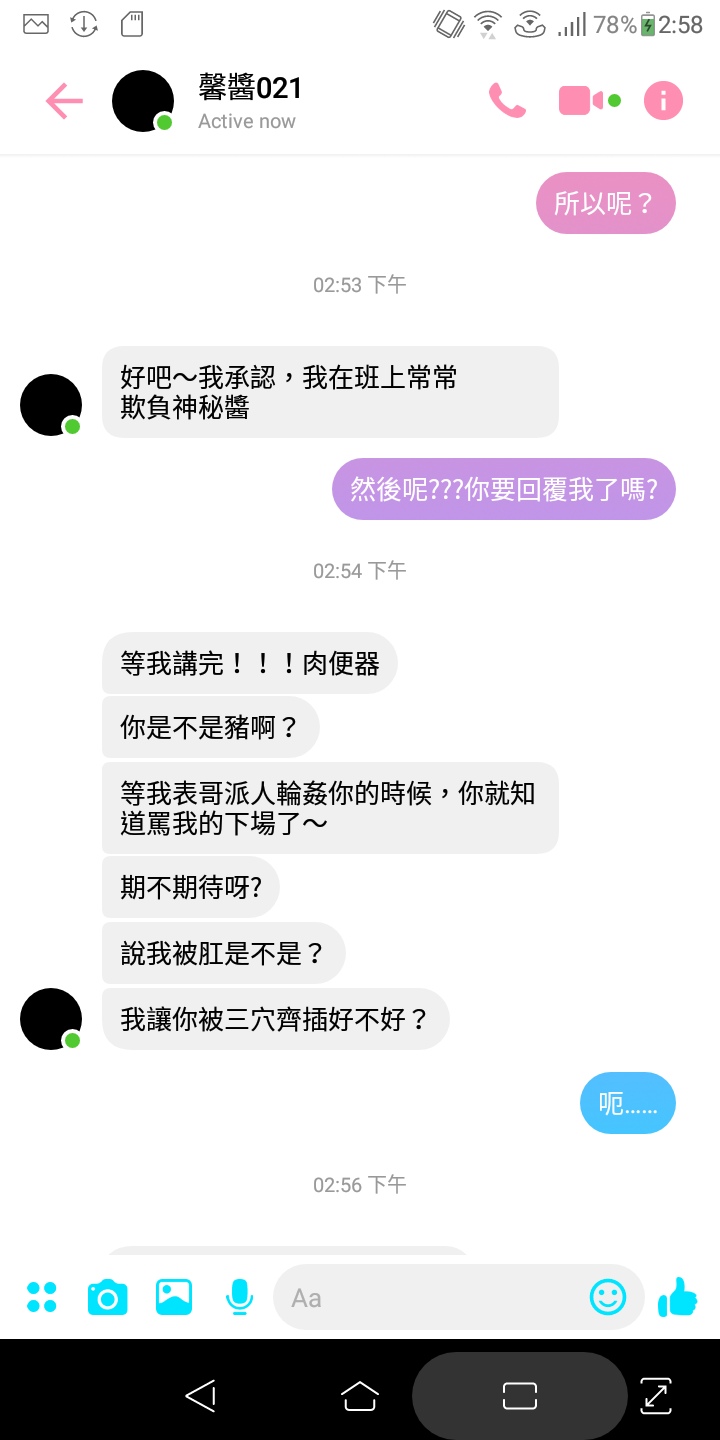 78% 2:58
馨醬021
Active now
所以呢？
02:53 下午
好吧～我承認，我在班上常常
欺負神秘醬
然後呢???你要回覆我了嗎?
02:54 下午
等我講完！！！肉便器
你是不是豬啊？
等我表哥派人輪姦你的時候，你就知
道罵我的下場了～
期不期待呀?
說我被肛是不是？
我讓你被三穴齊插好不好？
呃……
02:56 下午
Aa